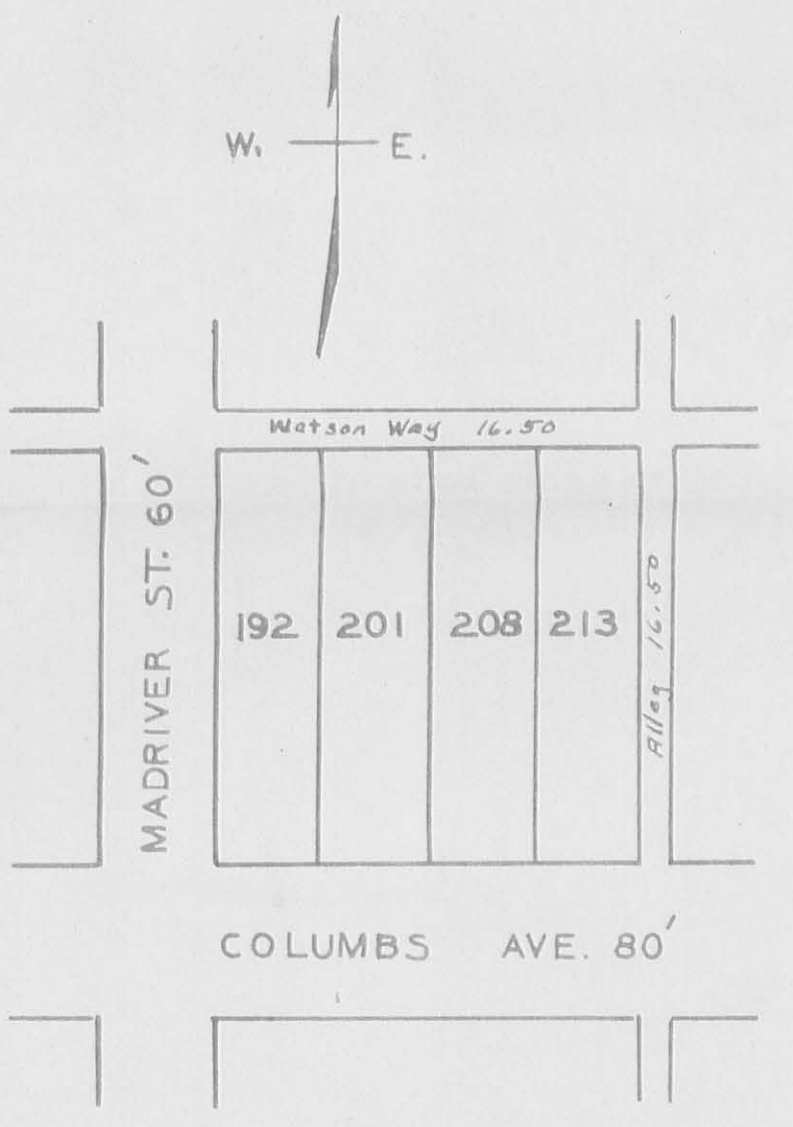 W. E.
Watson Way 16.50
MADRIVER ST. 60'
192 201 208 213
Alley 16.50
COLUMBS AVE. 80'